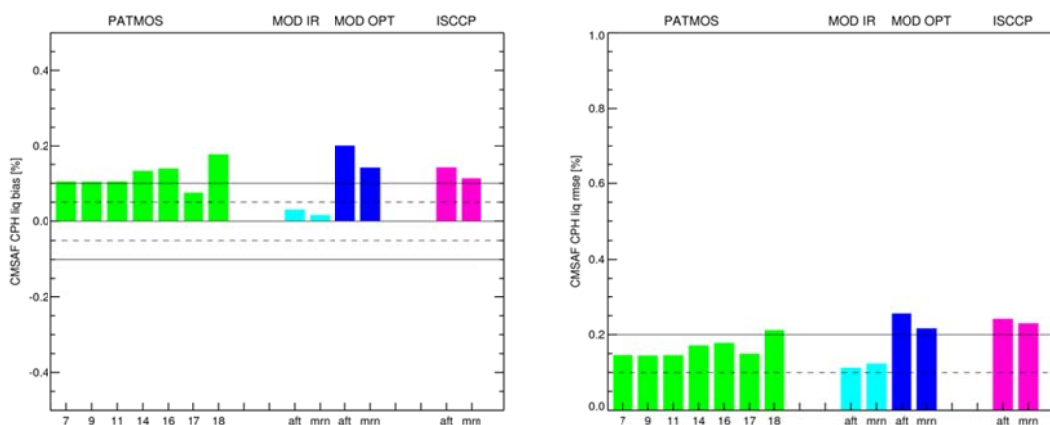 PATMOS MOD IR MOD OPT ISCCP
CMSAF CPH liq bias [%]
0.4
0.2
0.0
-0.2
-0.4
7 9 11 14 16 17 18 aft mrn aft mrn aft mrn
PATMOS MOD IR MOD OPT ISCCP
CMSAF CPH liq rmse [%]
1.0
0.8
0.6
0.4
0.2
0.0
7 9 11 14 16 17 18 aft mrn aft mrn aft mrn